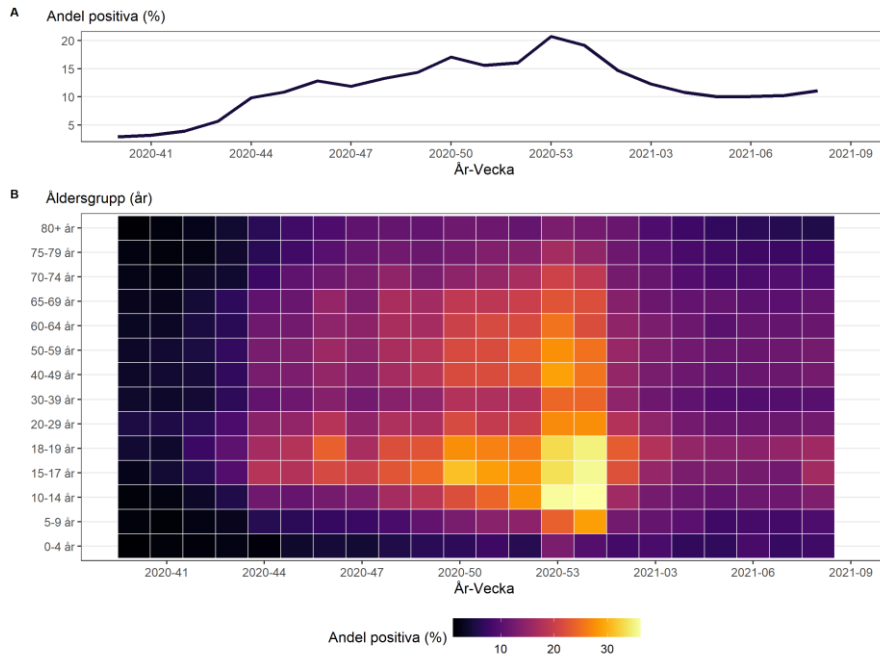 A
Andel positiva (%)
20
15
10
5
2020-41 2020-44 2020-47 2020-50 2020-53 2021-03 2021-06 2021-09
År-Vecka
B
Åldersgrupp (år)
80+ år
75-79 år
70-74 år
65-69 år
60-64 år
50-59 år
40-49 år
30-39 år
20-29 år
18-19 år
15-17 år
10-14 år
5-9 år
0-4 år
2020-41 2020-44 2020-47 2020-50 2020-53 2021-03 2021-06 2021-09
År-Vecka
Andel positiva (%)
10 20 30